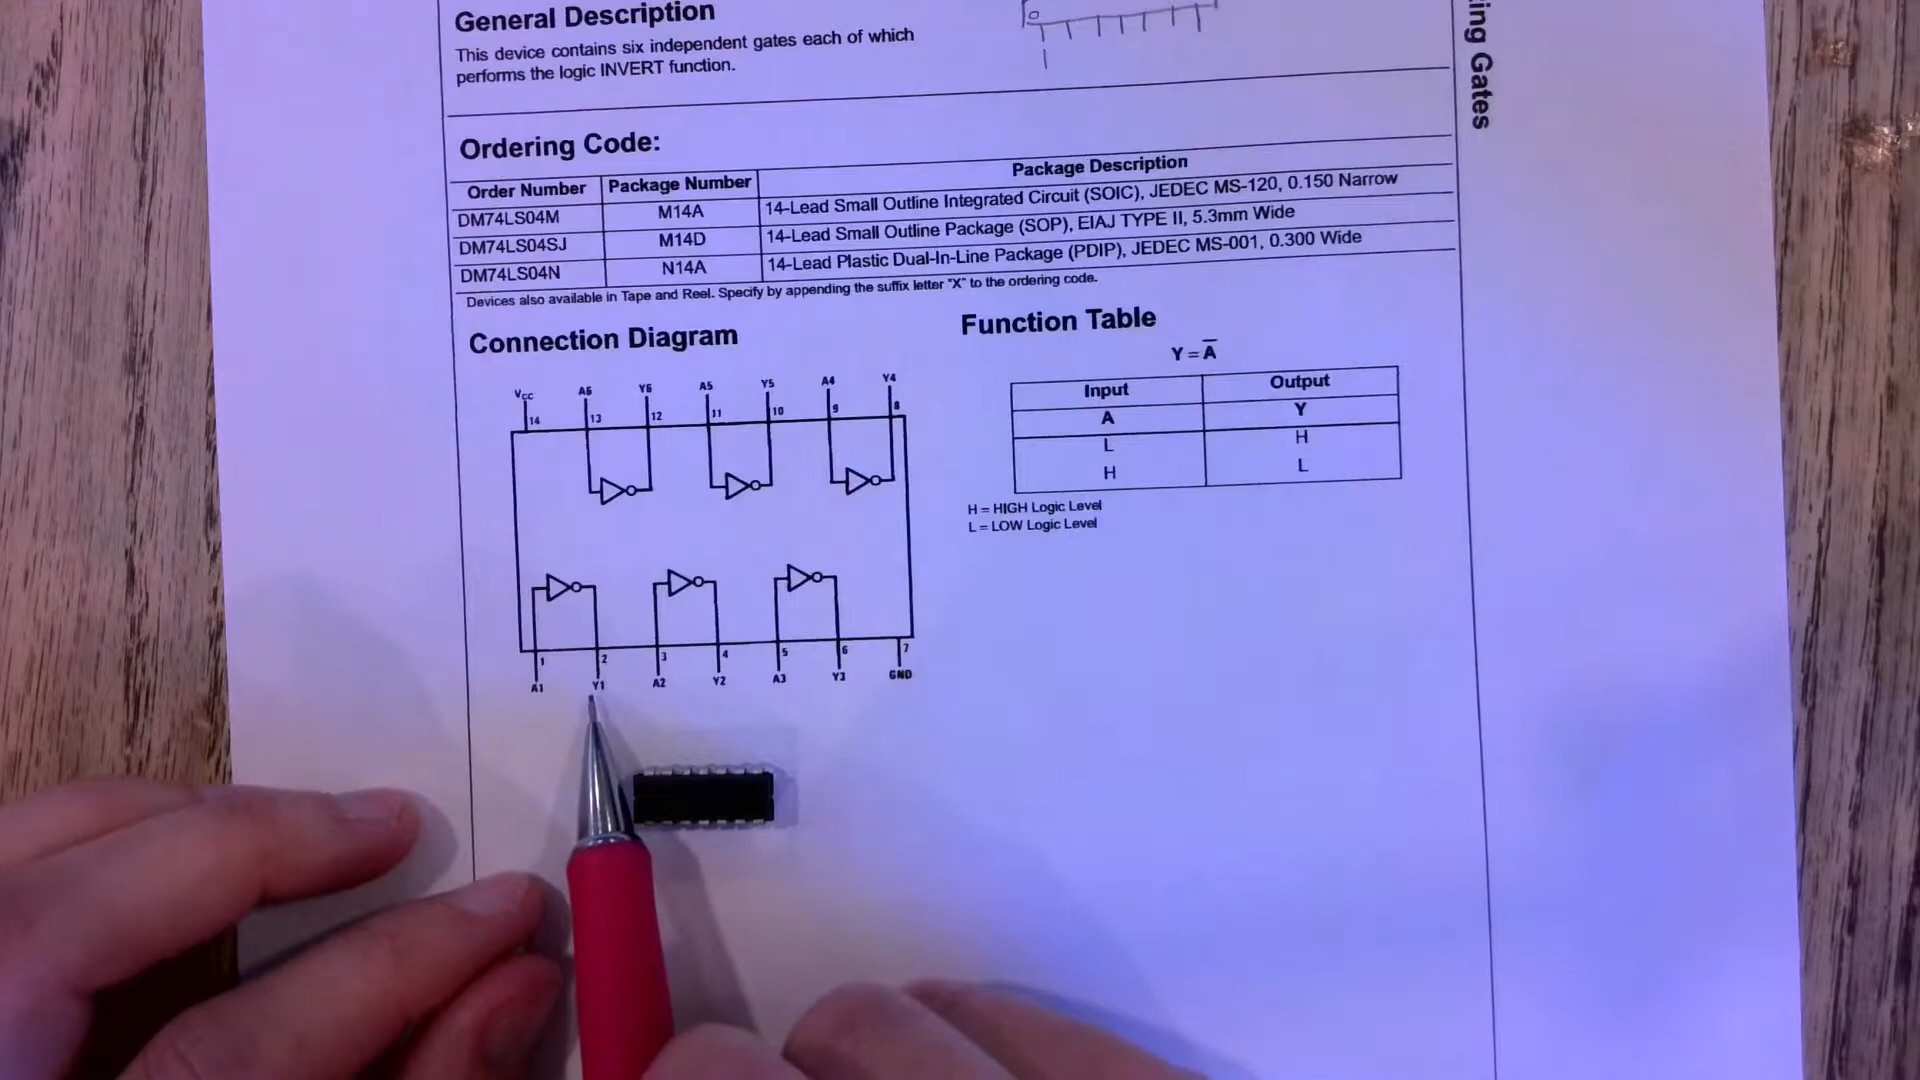 General Description
This device contains six independent gates each of which
performs the logic INVERT function.
ing Gates
Ordering Code:
Order Number Package Number Package Description
DM74LS04M M14A 14-Lead Small Outline Integrated Circuit (SOIC), JEDEC MS-120, 0.150 Narrow
DM74LS04SJ M14D 14-Lead Small Outline Package (SOP), EIAJ TYPE II, 5.3mm Wide
DM74LS04N N14A 14-Lead Plastic Dual-In-Line Package (PDIP), JEDEC MS-001, 0.300 Wide
Devices also available in Tape and Reel. Specify by appending the suffix letter "X" to the ordering code.
Connection Diagram
VCC A6 Y6 A5 Y5 A4 Y4
14 13 12 11 10 9 8
1 2 3 4 5 6 7
A1 Y1 A2 Y2 A3 Y3 GND
Function Table
Y = A̅
Input Output
A Y
L H
H L
H = HIGH Logic Level
L = LOW Logic Level